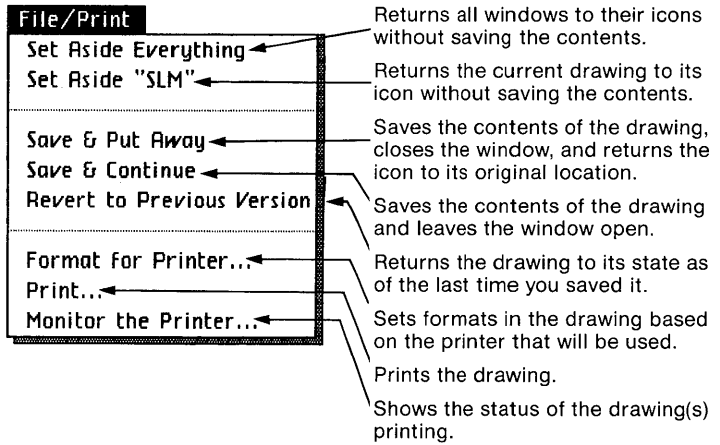 File/Print
Set Aside Everything
Set Aside "SLM"
Save & Put Away
Save & Continue
Revert to Previous Version
Format for Printer...
Print...
Monitor the Printer...
Returns all windows to their icons
without saving the contents.
Returns the current drawing to its
icon without saving the contents.
Saves the contents of the drawing,
closes the window, and returns the
icon to its original location.
Saves the contents of the drawing
and leaves the window open.
Returns the drawing to its state as
of the last time you saved it.
Sets formats in the drawing based
on the printer that will be used.
Prints the drawing.
Shows the status of the drawing(s)
printing.